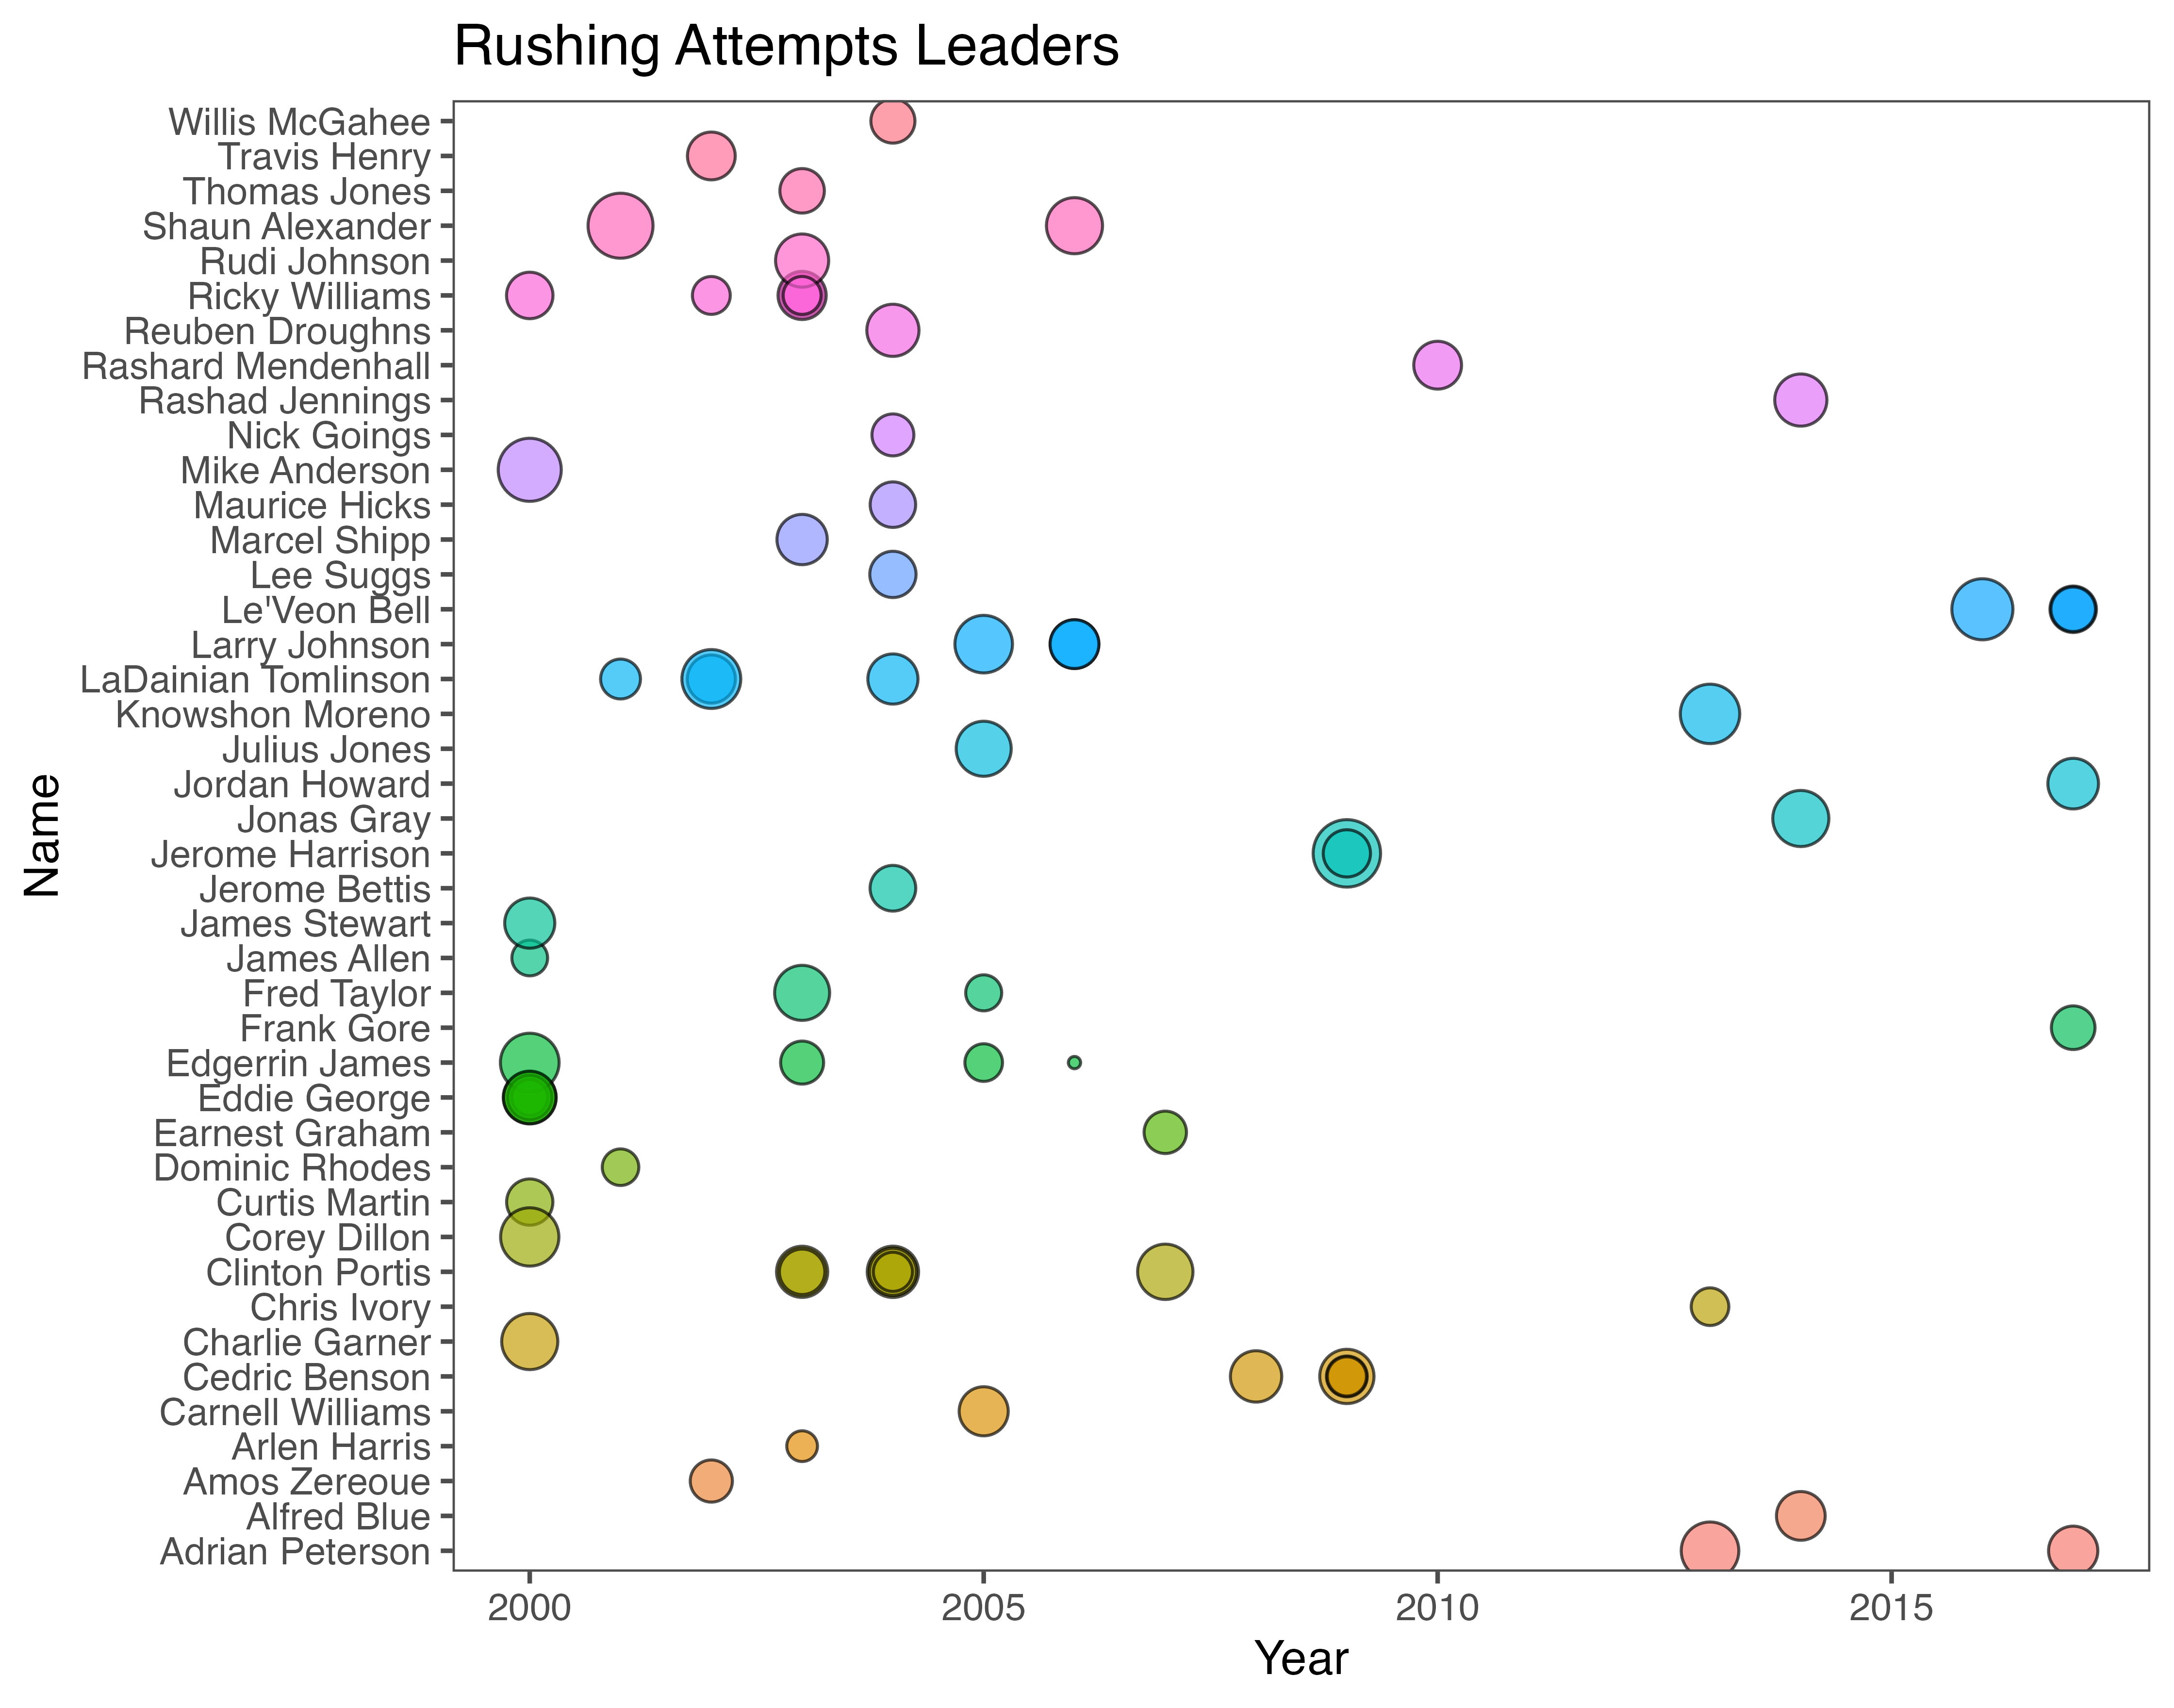 Rushing Attempts Leaders
Willis McGahee
Travis Henry
Thomas Jones
Shaun Alexander
Rudi Johnson
Ricky Williams
Reuben Droughns
Rashard Mendenhall
Rashad Jennings
Nick Goings
Mike Anderson
Maurice Hicks
Marcel Shipp
Lee Suggs
Le'Veon Bell
Larry Johnson
LaDainian Tomlinson
Knowshon Moreno
Julius Jones
Jordan Howard
Jonas Gray
Jerome Harrison
Jerome Bettis
James Stewart
James Allen
Fred Taylor
Frank Gore
Edgerrin James
Eddie George
Earnest Graham
Dominic Rhodes
Curtis Martin
Corey Dillon
Clinton Portis
Chris Ivory
Charlie Garner
Cedric Benson
Carnell Williams
Arlen Harris
Amos Zereoue
Alfred Blue
Adrian Peterson
Name
2000 2005 2010 2015
Year